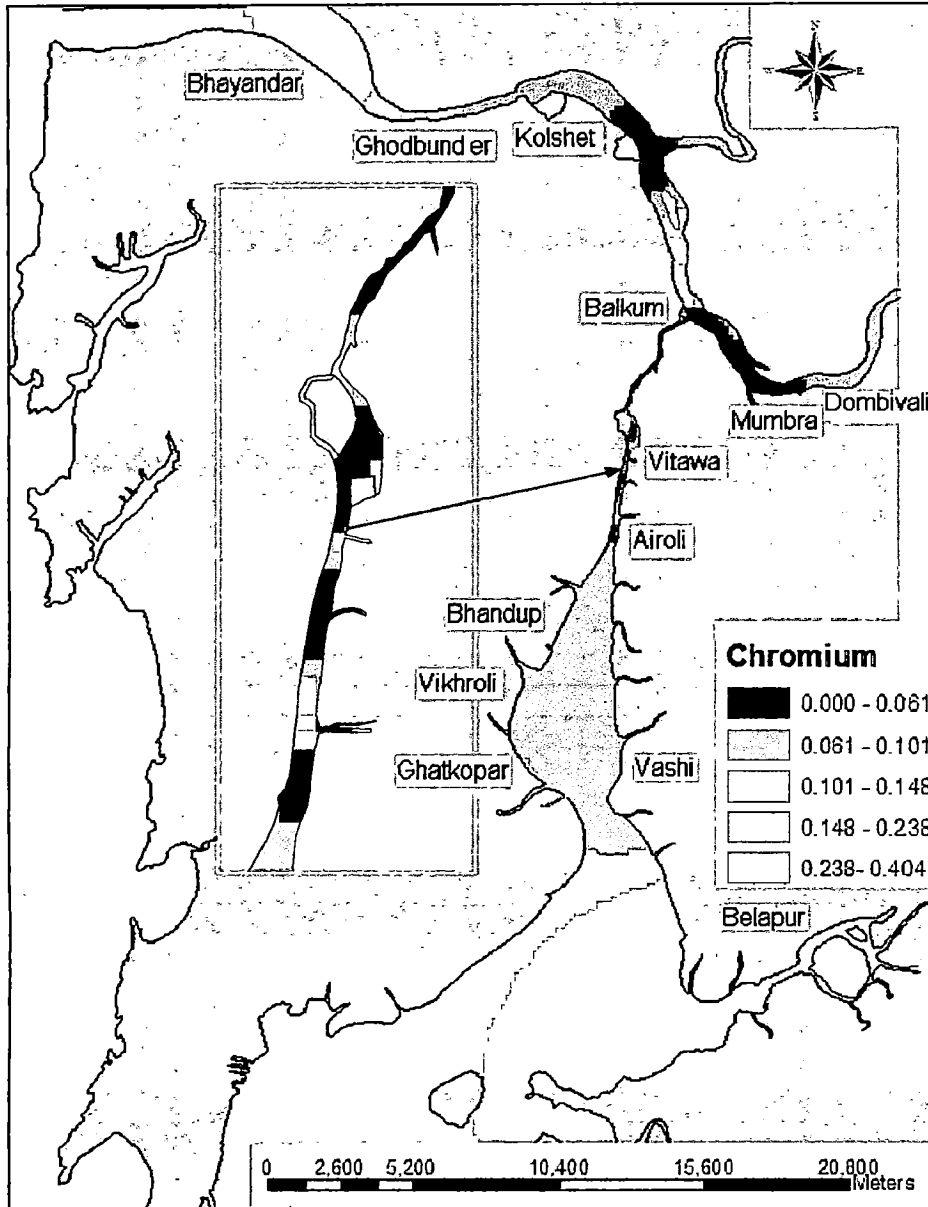 N
E
S
Bhayandar
Ghodbunder
Kolshet
Balkum
Mumbra
Dombivali
Vitawa
Airoli
Bhandup
Vikhroli
Ghatkopar
Vashi
Belapur
Chromium
0.000 - 0.061
0.061 - 0.101
0.101 - 0.148
0.148 - 0.238
0.238- 0.404
0 2,600 5,200 10,400 15,600 20,800
Meters